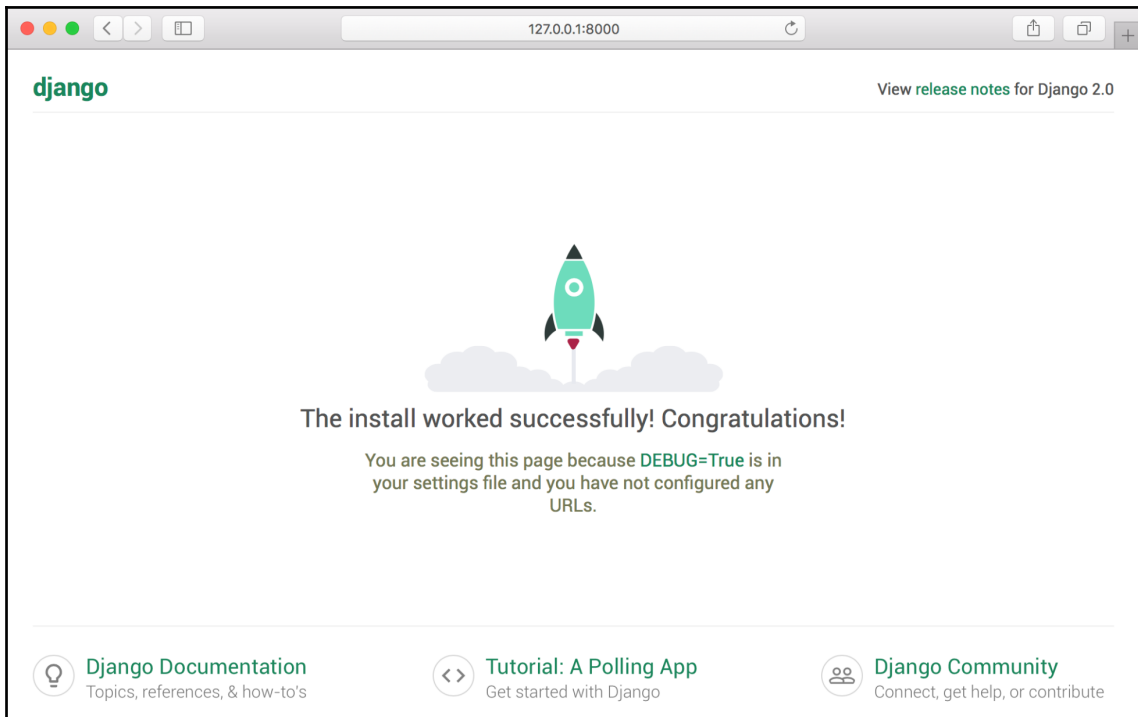 127.0.0.1:8000
django
View release notes for Django 2.0
The install worked successfully! Congratulations!
You are seeing this page because DEBUG=True is in
your settings file and you have not configured any
URLs.
Django Documentation
Topics, references, & how-to's
Tutorial: A Polling App
Get started with Django
Django Community
Connect, get help, or contribute